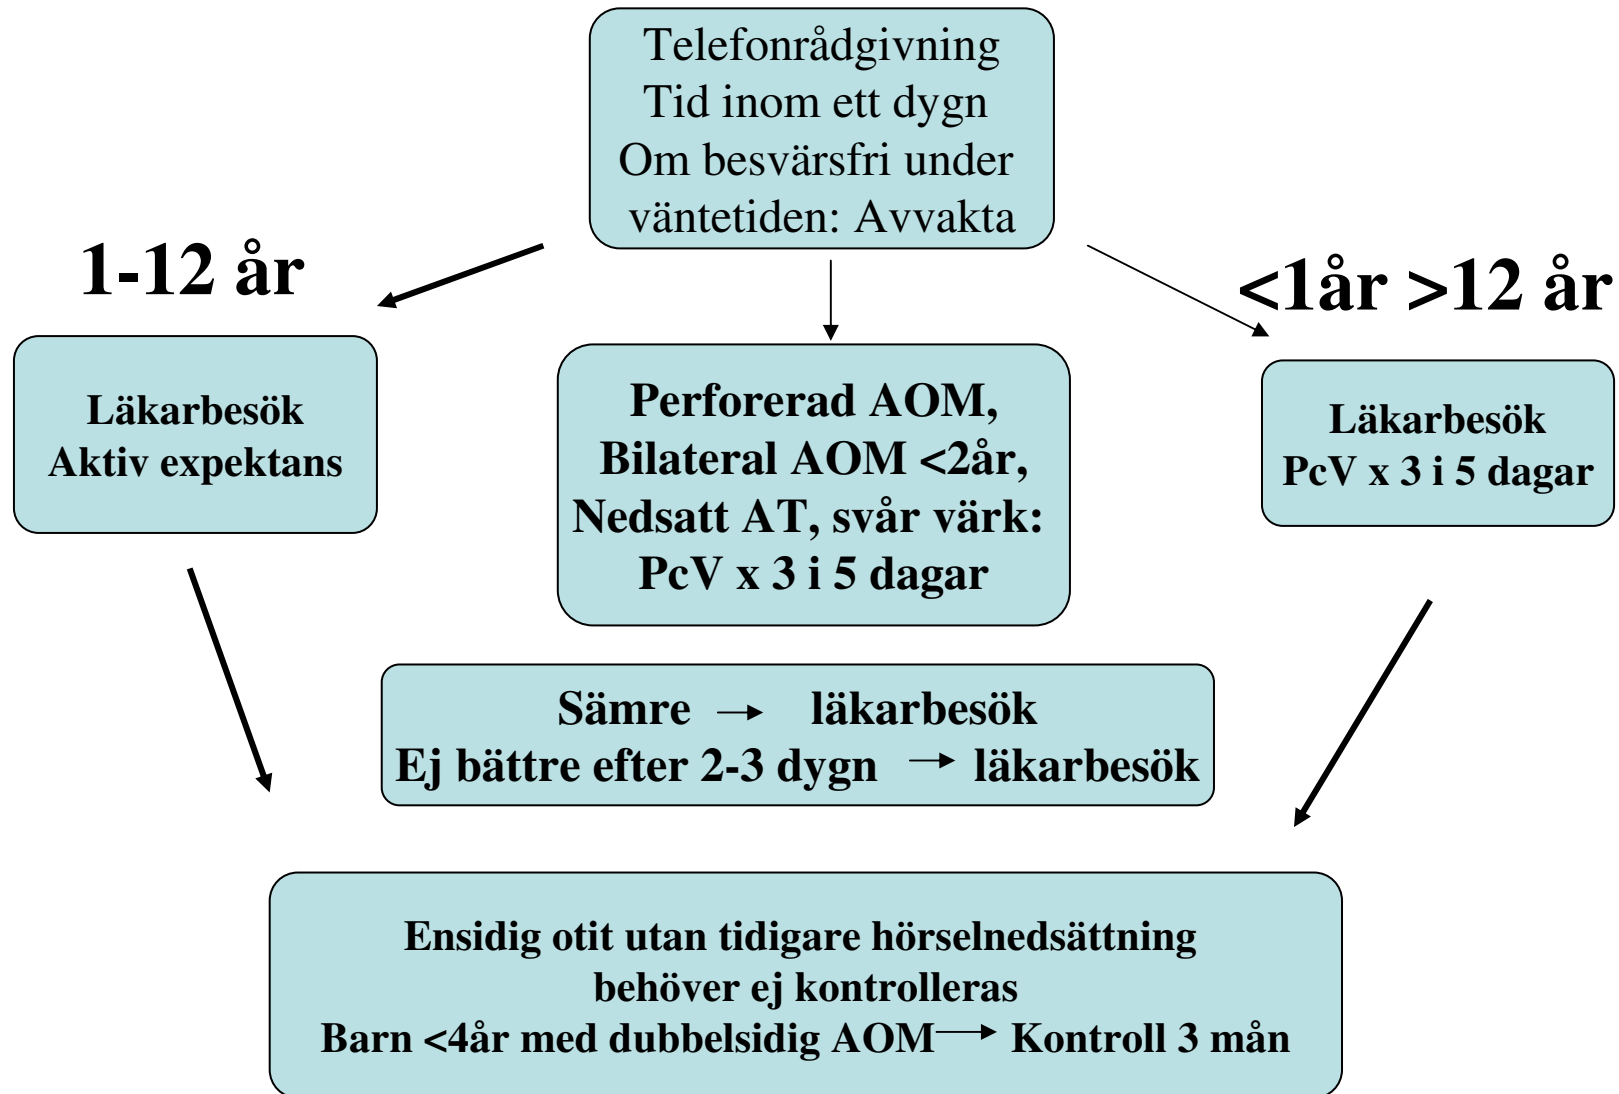 Telefonrådgivning
Tid inom ett dygn
Om besvärsfri under
väntetiden: Avvakta
1-12 år
<1år >12 år
Läkarbesök
Aktiv expektans
Perforerad AOM,
Bilateral AOM <2år,
Nedsatt AT, svår värk:
PcV x 3 i 5 dagar
Läkarbesök
PcV x 3 i 5 dagar
Sämre → läkarbesök
Ej bättre efter 2-3 dygn → läkarbesök
Ensidig otit utan tidigare hörselnedsättning
behöver ej kontrolleras
Barn <4år med dubbelsidig AOM → Kontroll 3 mån